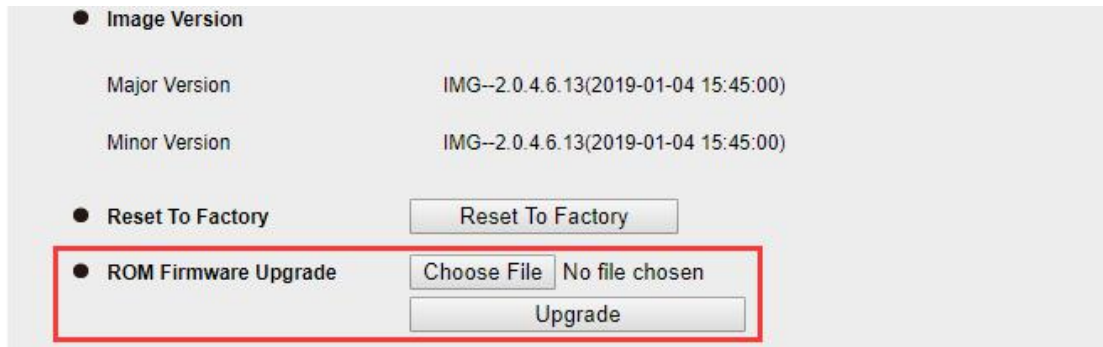 Image Version
Major Version IMG--2.0.4.6.13(2019-01-04 15:45:00)
Minor Version IMG--2.0.4.6.13(2019-01-04 15:45:00)
Reset To Factory Reset To Factory
ROM Firmware Upgrade Choose File No file chosen
Upgrade